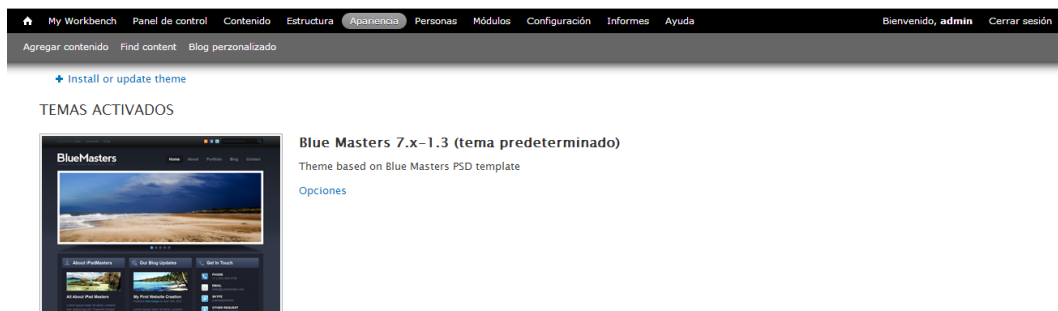 My Workbench Panel de control Contenido Estructura Apariencia Personas Módulos Configuración Informes Ayuda Bienvenido, admin Cerrar sesión
Agregar contenido Find content Blog perzonalizado
+ Install or update theme
TEMAS ACTIVADOS
Blue Masters 7.x-1.3 (tema predeterminado)
Theme based on Blue Masters PSD template
Opciones
BlueMasters
Home About Portfolio Blog Contact
About iPadMasters Our Blog Updates Get In Touch
PHONE
EMAIL
All About iPad Masters My First Website Creation SKYPE
OTHER REQUEST